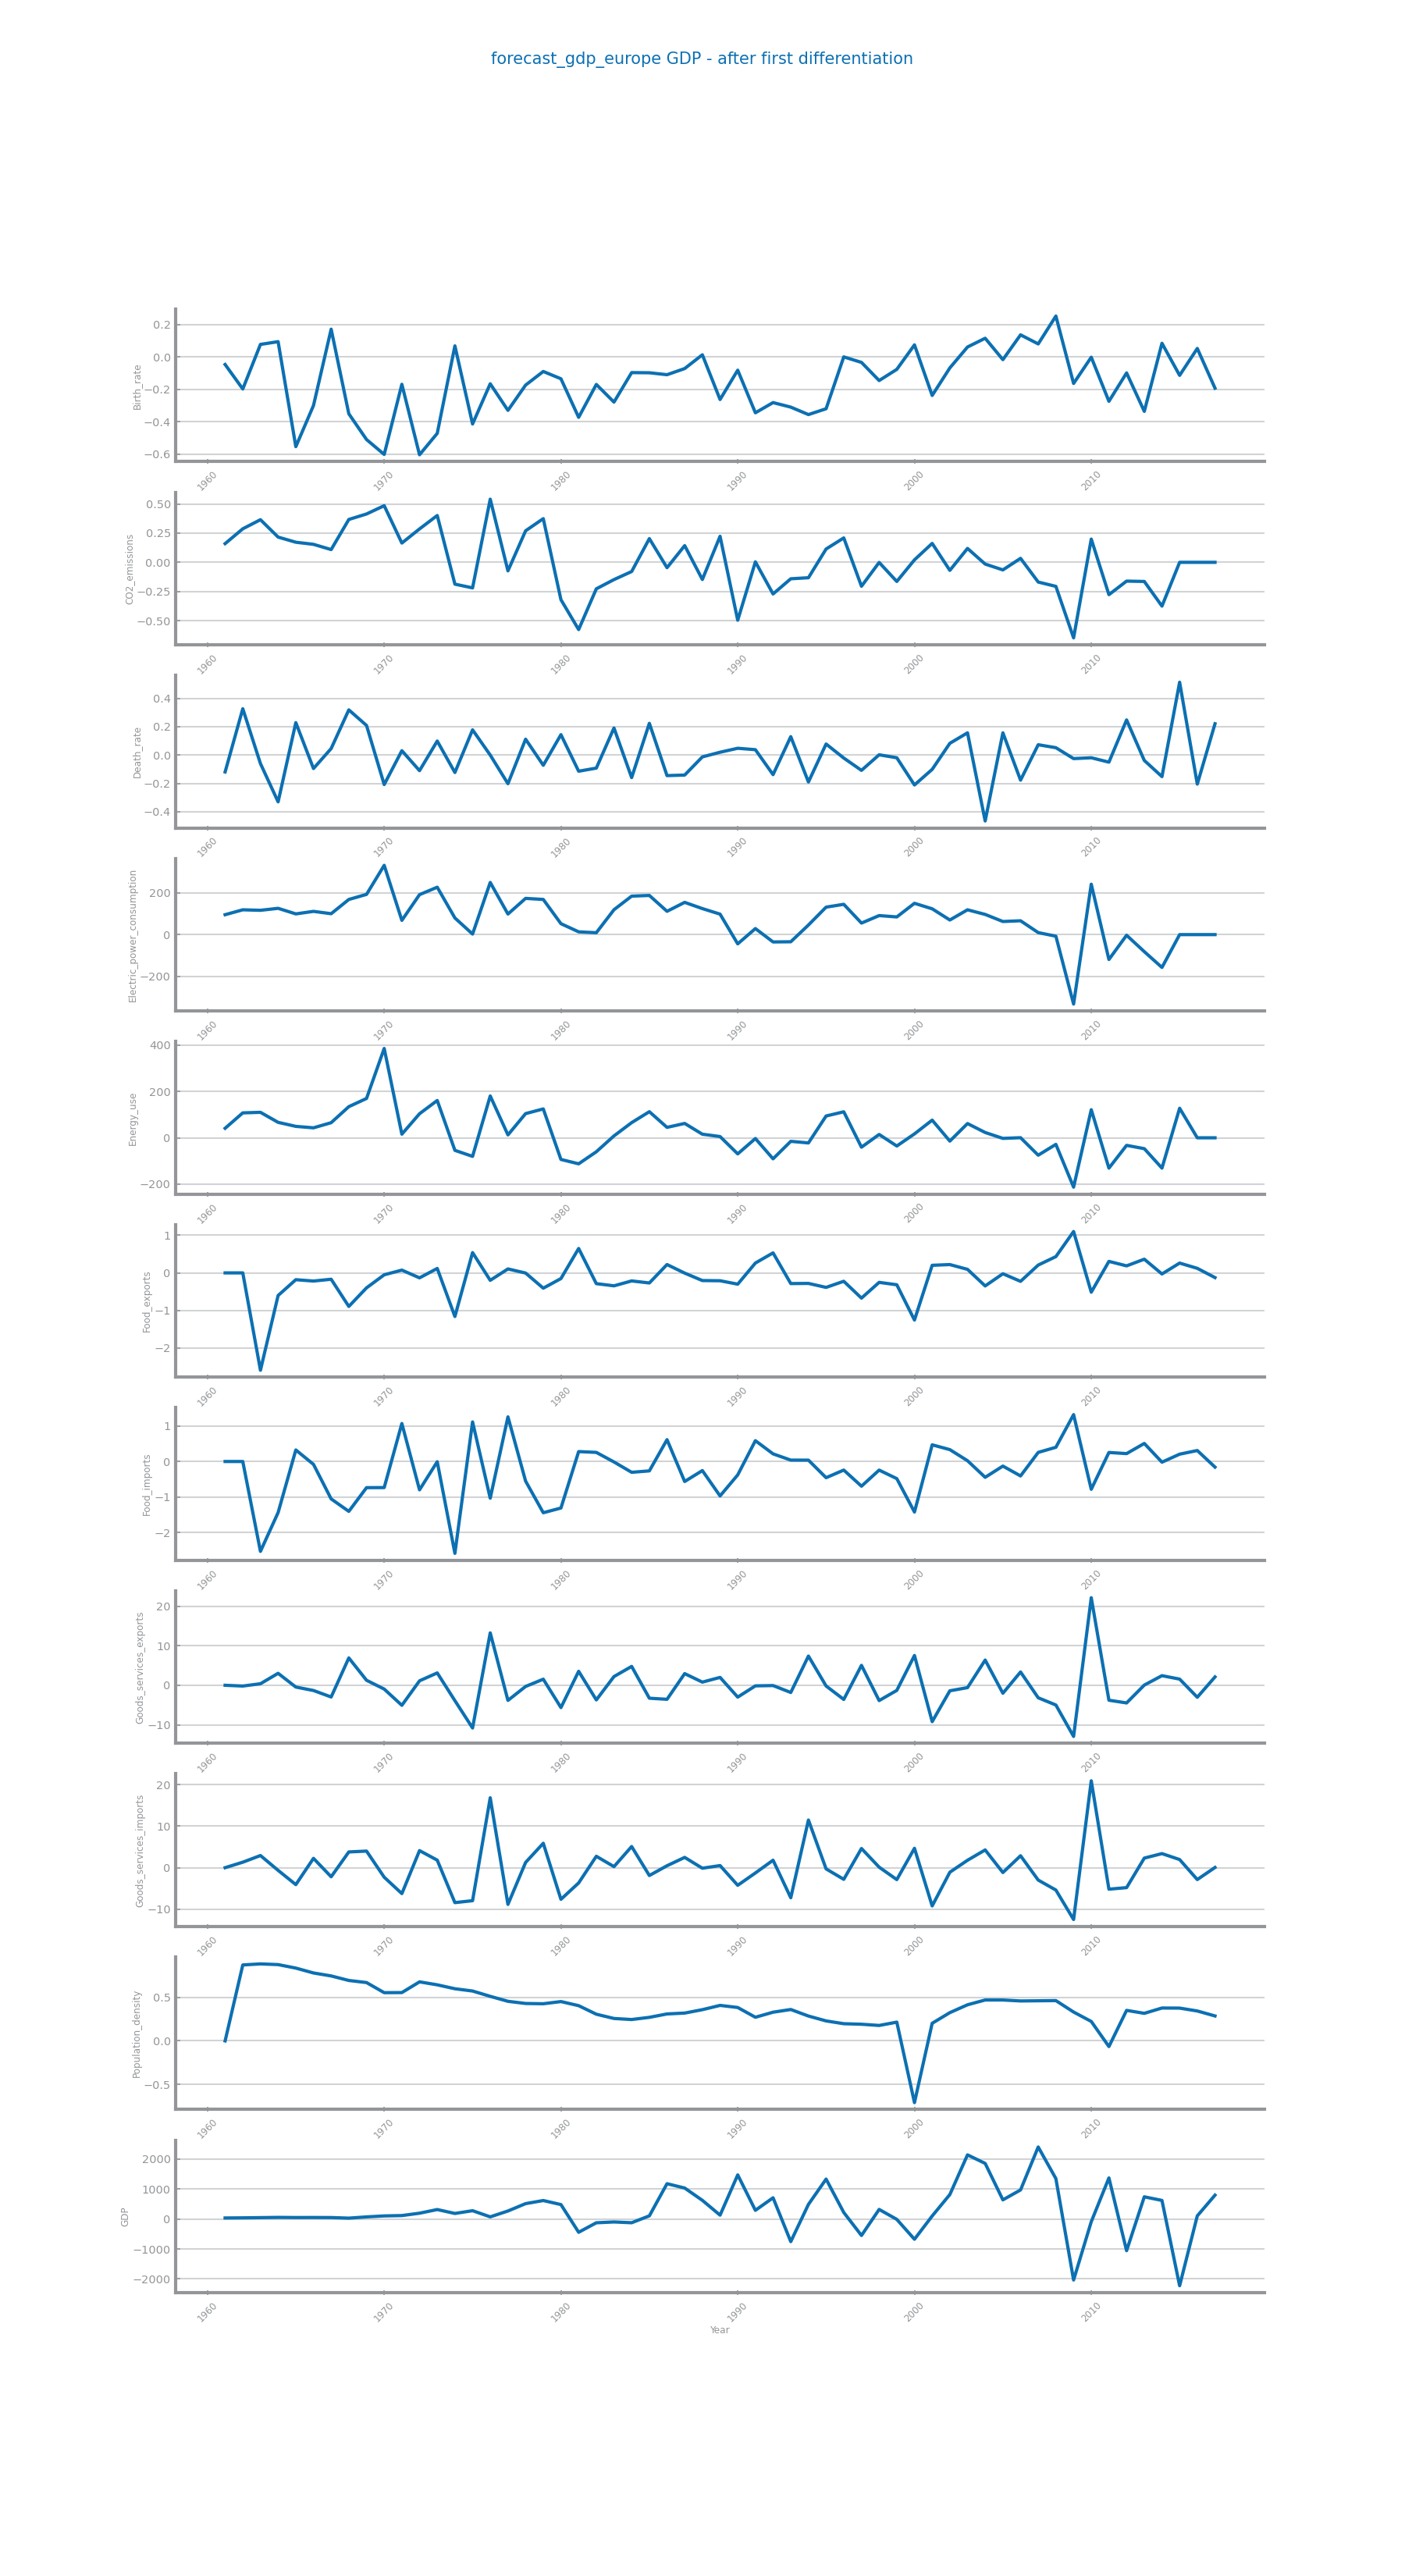 forecast_gdp_europe GDP - after first differentiation
Birth_rate
0.2
0.0
−0.2
−0.4
−0.6
1960 1970 1980 1990 2000 2010
CO2_emissions
0.50
0.25
0.00
−0.25
−0.50
1960 1970 1980 1990 2000 2010
Death_rate
0.4
0.2
0.0
−0.2
−0.4
1960 1970 1980 1990 2000 2010
Electric_power_consumption
200
0
−200
1960 1970 1980 1990 2000 2010
Energy_use
400
200
0
−200
1960 1970 1980 1990 2000 2010
Food_exports
1
0
−1
−2
1960 1970 1980 1990 2000 2010
Food_imports
1
0
−1
−2
1960 1970 1980 1990 2000 2010
Goods_services_exports
20
10
0
−10
1960 1970 1980 1990 2000 2010
Goods_services_imports
20
10
0
−10
1960 1970 1980 1990 2000 2010
Population_density
0.5
0.0
−0.5
1960 1970 1980 1990 2000 2010
GDP
2000
1000
0
−1000
−2000
1960 1970 1980 1990 2000 2010
Year